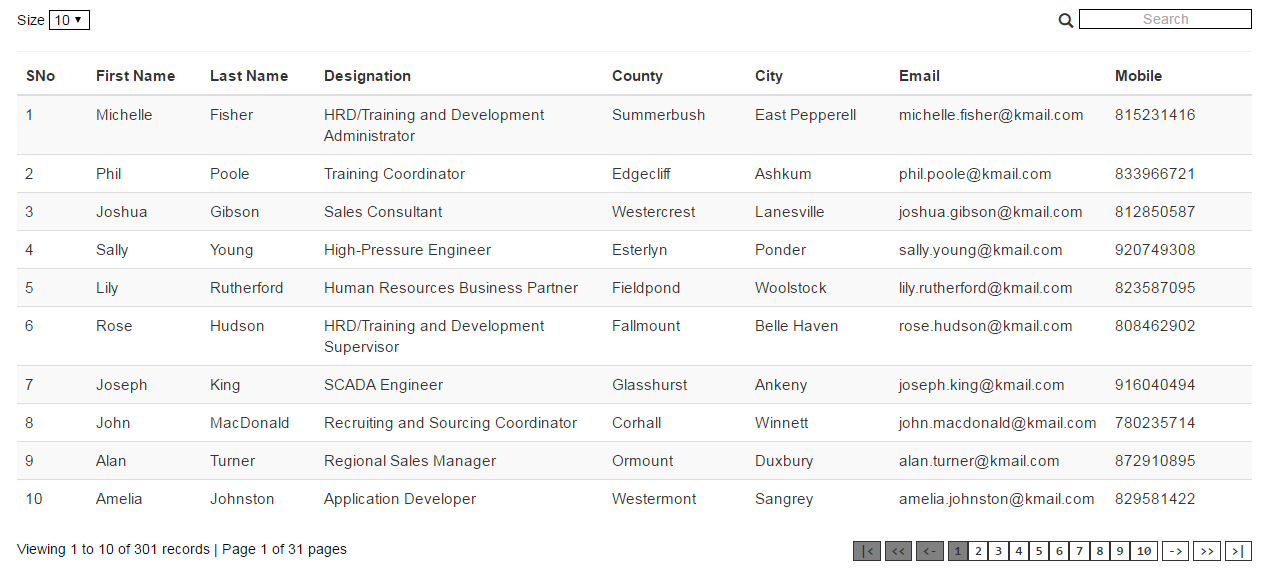 Size 10 ▼ Search
SNo First Name Last Name Designation County City Email Mobile
1 Michelle Fisher HRD/Training and Development Administrator Summerbush East Pepperell michelle.fisher@kmail.com 815231416
2 Phil Poole Training Coordinator Edgecliff Ashkum phil.poole@kmail.com 833966721
3 Joshua Gibson Sales Consultant Westercrest Lanesville joshua.gibson@kmail.com 812850587
4 Sally Young High-Pressure Engineer Esterlyn Ponder sally.young@kmail.com 920749308
5 Lily Rutherford Human Resources Business Partner Fieldpond Woolstock lily.rutherford@kmail.com 823587095
6 Rose Hudson HRD/Training and Development Supervisor Fallmount Belle Haven rose.hudson@kmail.com 808462902
7 Joseph King SCADA Engineer Glasshurst Ankeny joseph.king@kmail.com 916040494
8 John MacDonald Recruiting and Sourcing Coordinator Corhall Winnett john.macdonald@kmail.com 780235714
9 Alan Turner Regional Sales Manager Ormount Duxbury alan.turner@kmail.com 872910895
10 Amelia Johnston Application Developer Westermont Sangrey amelia.johnston@kmail.com 829581422
Viewing 1 to 10 of 301 records | Page 1 of 31 pages |< << <- 1 2 3 4 5 6 7 8 9 10 -> >> >|